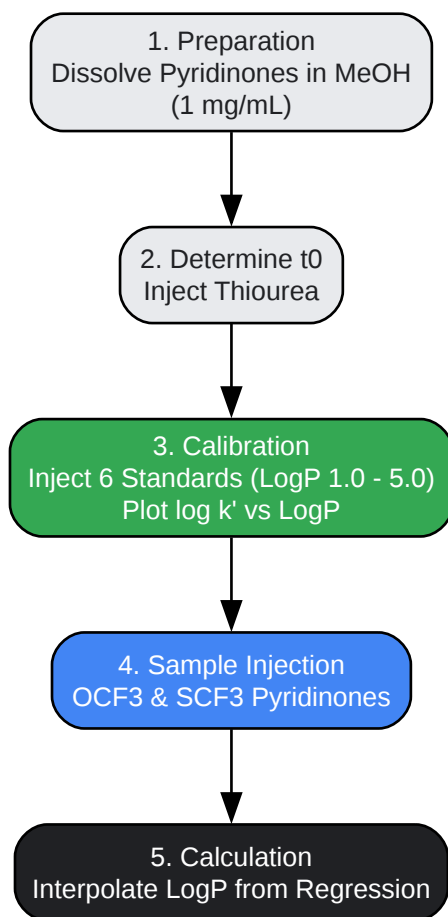 1. Preparation
Dissolve Pyridinones in MeOH
(1 mg/mL)
2. Determine t0
Inject Thiourea
3. Calibration
Inject 6 Standards (LogP 1.0 - 5.0)
Plot log k' vs LogP
4. Sample Injection
OCF3 & SCF3 Pyridinones
5. Calculation
Interpolate LogP from Regression